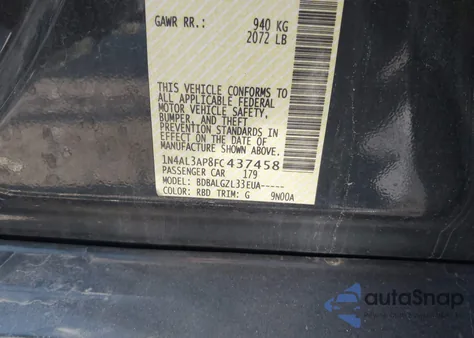 GAWR RR.: 940 KG
2072 LB
THIS VEHICLE CONFORMS TO
ALL APPLICABLE FEDERAL
MOTOR VEHICLE SAFETY,
BUMPER, AND THEFT
PREVENTION STANDARDS IN
EFFECT ON THE DATE OF
MANUFACTURE SHOWN ABOVE.
1N4AL3AP8FC437458
PASSENGER CAR 179
MODEL: BDBALGZL33EUA-----
COLOR: RBD TRIM: G 9N00A
autoSnap